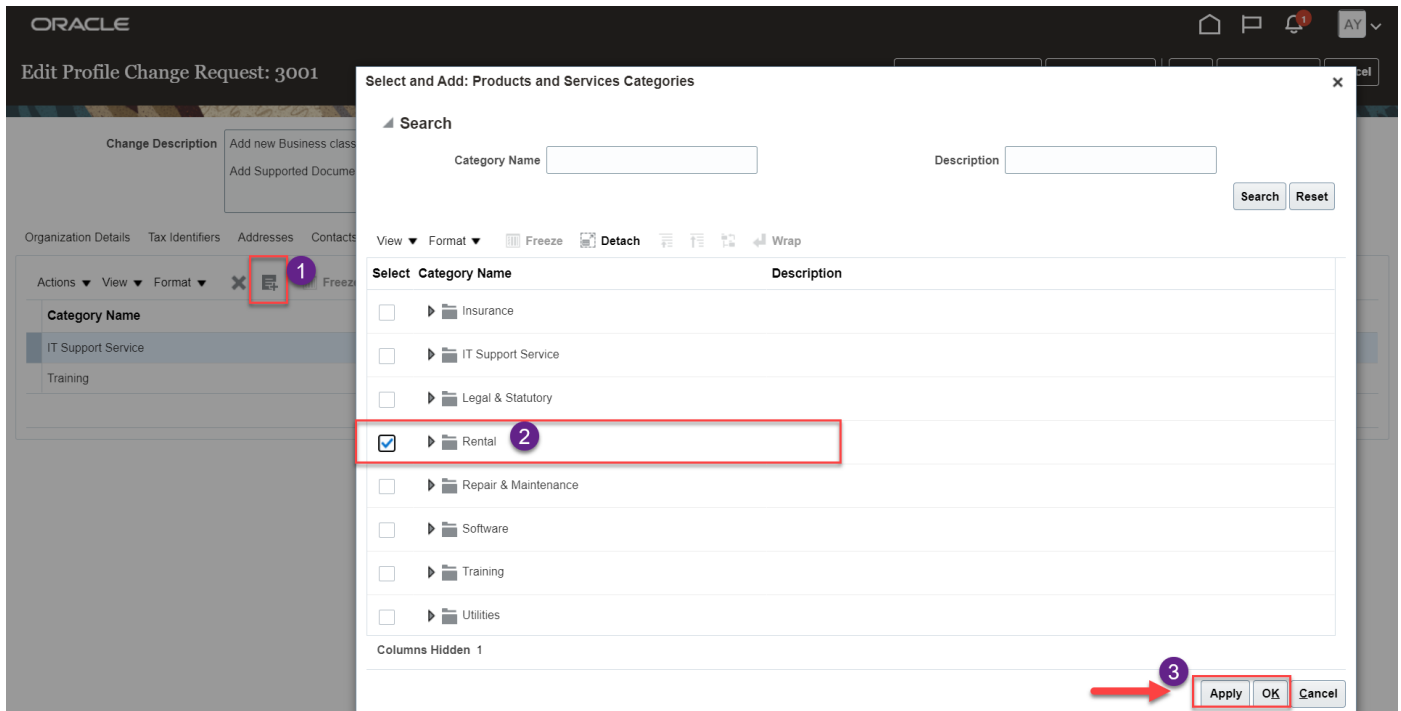 ORACLE
1
AY
Edit Profile Change Request: 3001
cel
Select and Add: Products and Services Categories
Search
Category Name
Description
Search Reset
Change Description
Add new Business class
Add Supported Docume
Organization Details Tax Identifiers Addresses Contacts
View Format Freeze Detach Wrap
Actions View Format Freeze
1
Category Name
IT Support Service
Training
Select Category Name Description
Insurance
IT Support Service
Legal & Statutory
Rental
2
Repair & Maintenance
Software
Training
Utilities
Columns Hidden 1
3
Apply OK Cancel